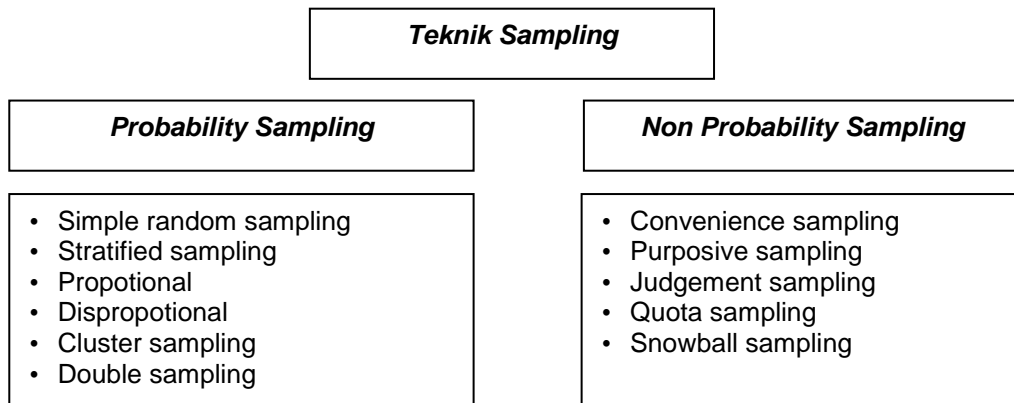 Teknik Sampling
Probability Sampling
Non Probability Sampling
• Simple random sampling
• Stratified sampling
• Propotional
• Dispropotional
• Cluster sampling
• Double sampling
• Convenience sampling
• Purposive sampling
• Judgement sampling
• Quota sampling
• Snowball sampling